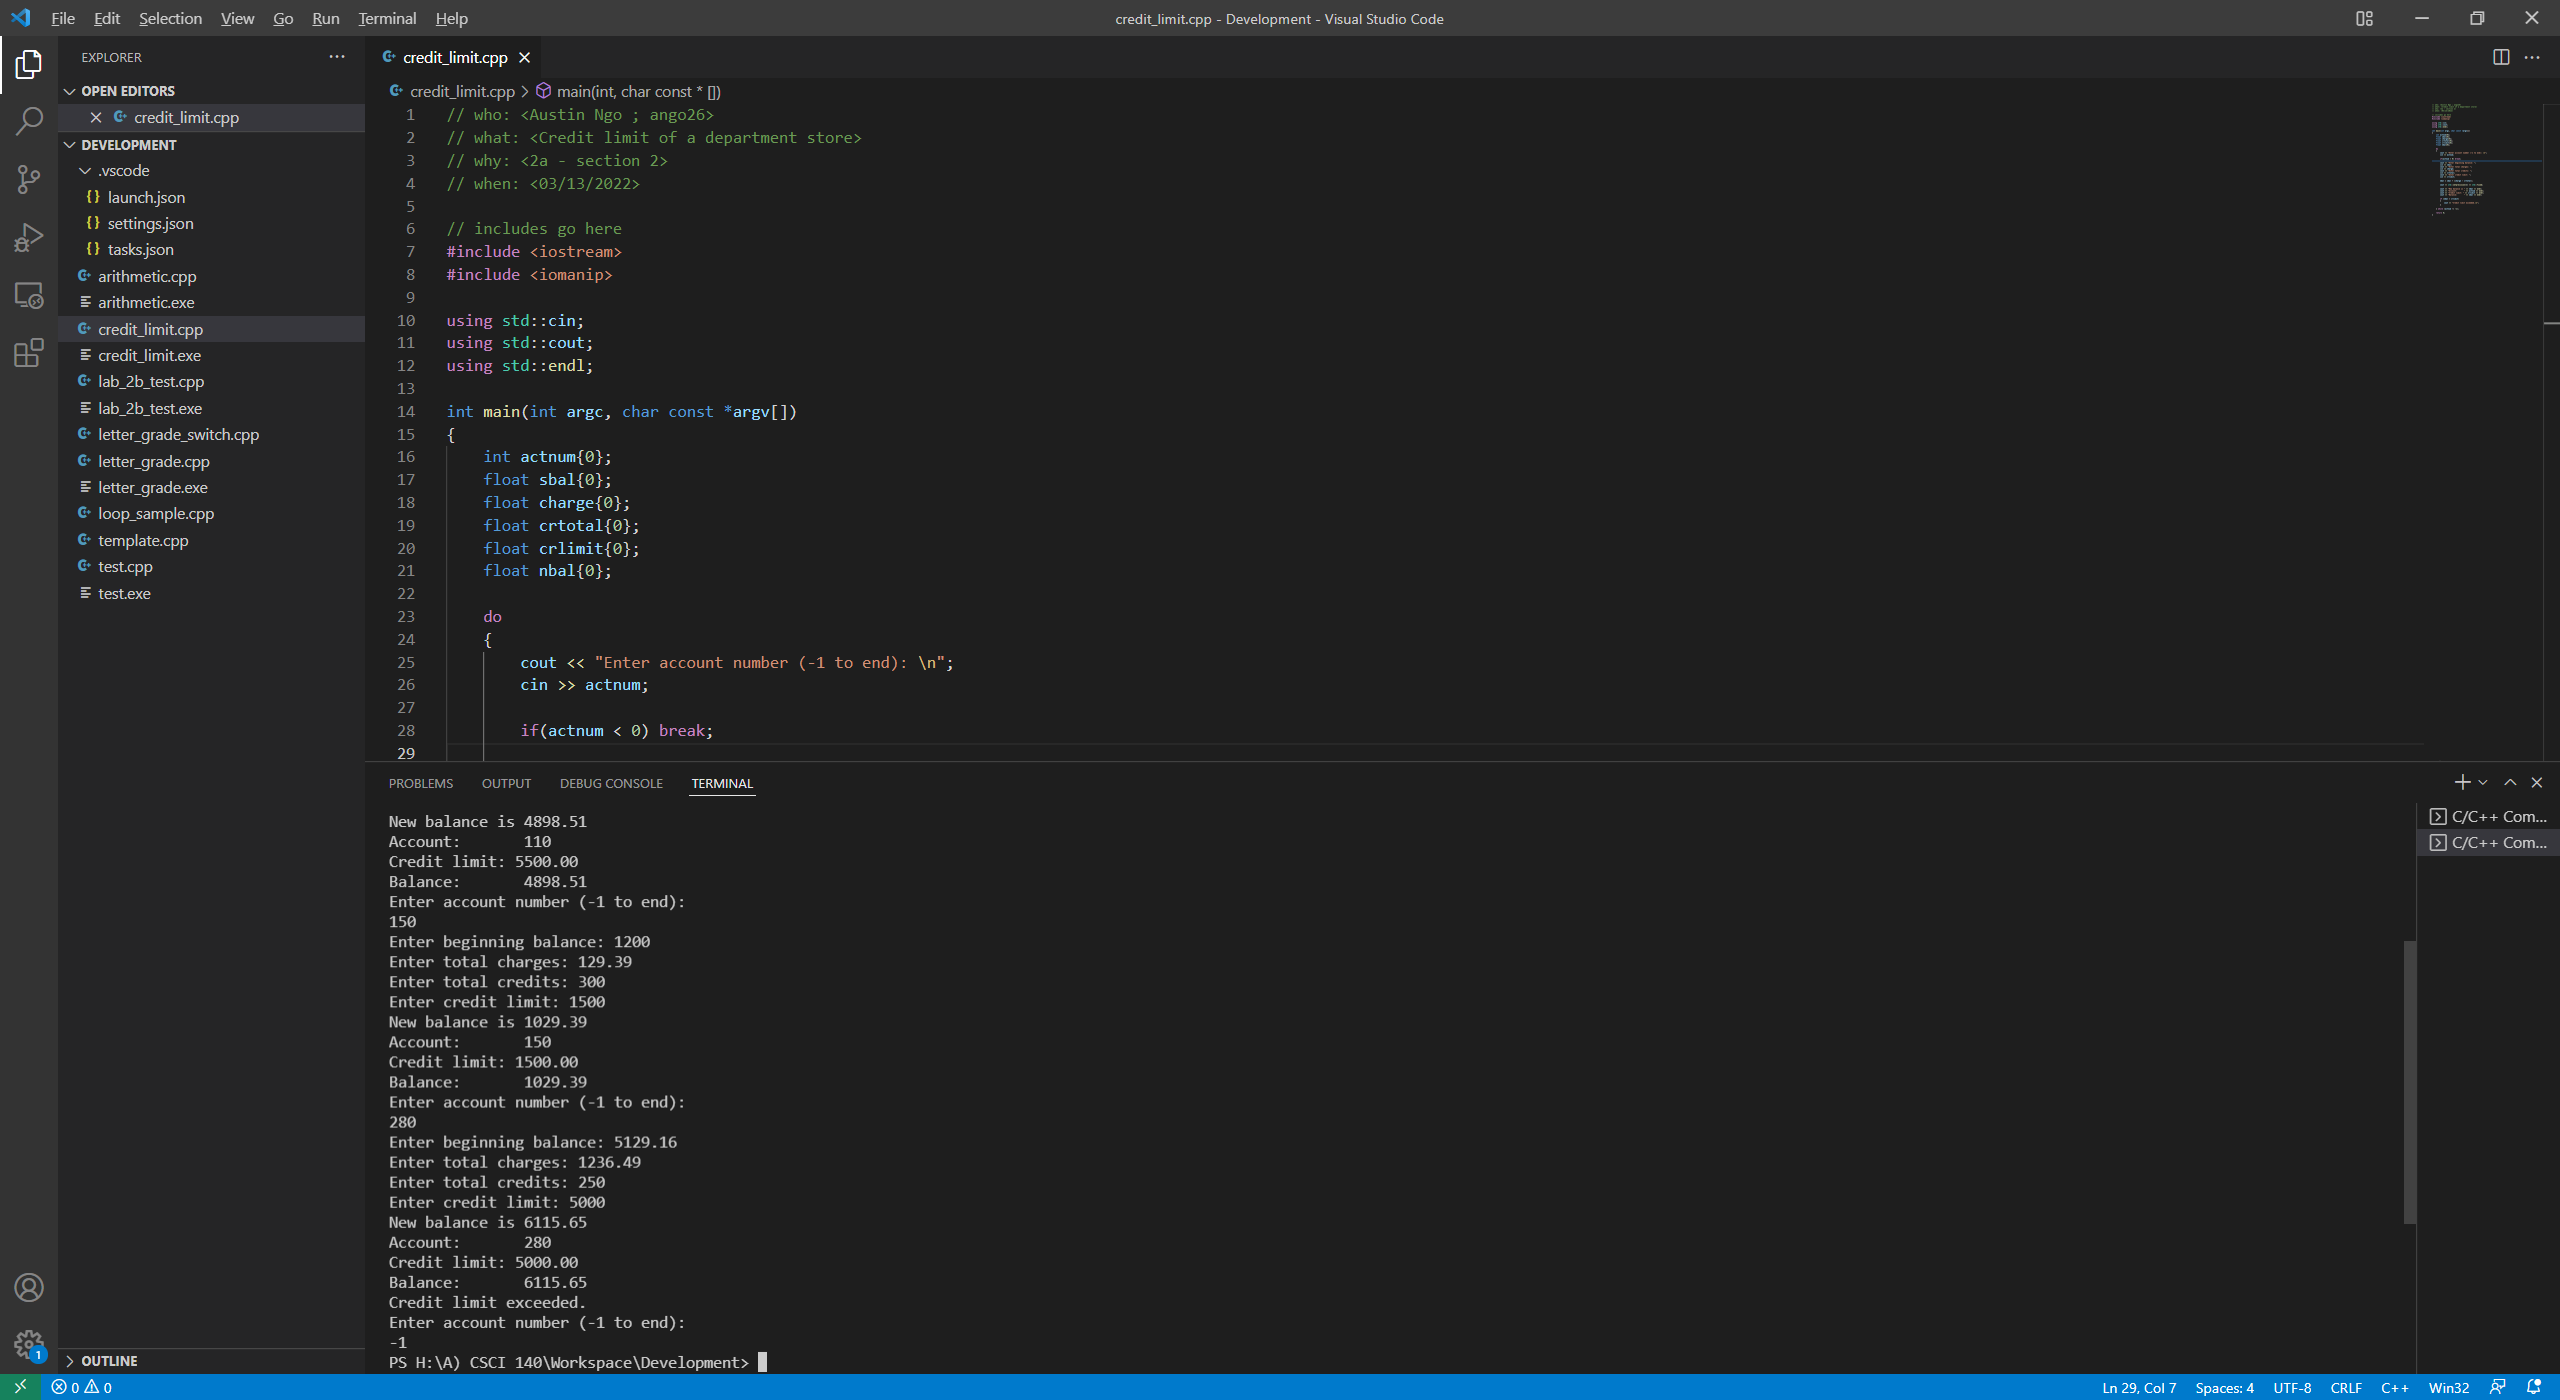 File Edit Selection View Go Run Terminal Help
credit_limit.cpp - Development - Visual Studio Code
EXPLORER
OPEN EDITORS
credit_limit.cpp
DEVELOPMENT
.vscode
launch.json
settings.json
tasks.json
arithmetic.cpp
arithmetic.exe
credit_limit.cpp
credit_limit.exe
lab_2b_test.cpp
lab_2b_test.exe
letter_grade_switch.cpp
letter_grade.cpp
letter_grade.exe
loop_sample.cpp
template.cpp
test.cpp
test.exe
OUTLINE
credit_limit.cpp
credit_limit.cpp > main(int, char const * [])
1 // who: <Austin Ngo ; ango26>
2 // what: <Credit limit of a department store>
3 // why: <2a - section 2>
4 // when: <03/13/2022>
5
6 // includes go here
7 #include <iostream>
8 #include <iomanip>
9
10 using std::cin;
11 using std::cout;
12 using std::endl;
13
14 int main(int argc, char const *argv[])
15 {
16 int actnum{0};
17 float sbal{0};
18 float charge{0};
19 float crtotal{0};
20 float crlimit{0};
21 float nbal{0};
22
23 do
24 {
25 cout << "Enter account number (-1 to end): \n";
26 cin >> actnum;
27
28 if(actnum < 0) break;
29
PROBLEMS OUTPUT DEBUG CONSOLE TERMINAL
New balance is 4898.51
Account: 110
Credit limit: 5500.00
Balance: 4898.51
Enter account number (-1 to end):
150
Enter beginning balance: 1200
Enter total charges: 129.39
Enter total credits: 300
Enter credit limit: 1500
New balance is 1029.39
Account: 150
Credit limit: 1500.00
Balance: 1029.39
Enter account number (-1 to end):
280
Enter beginning balance: 5129.16
Enter total charges: 1236.49
Enter total credits: 250
Enter credit limit: 5000
New balance is 6115.65
Account: 280
Credit limit: 5000.00
Balance: 6115.65
Credit limit exceeded.
Enter account number (-1 to end):
-1
PS H:\A) CSCI 140\Workspace\Development>
C/C++ Com...
C/C++ Com...
1
0 0
Ln 29, Col 7 Spaces: 4 UTF-8 CRLF C++ Win32